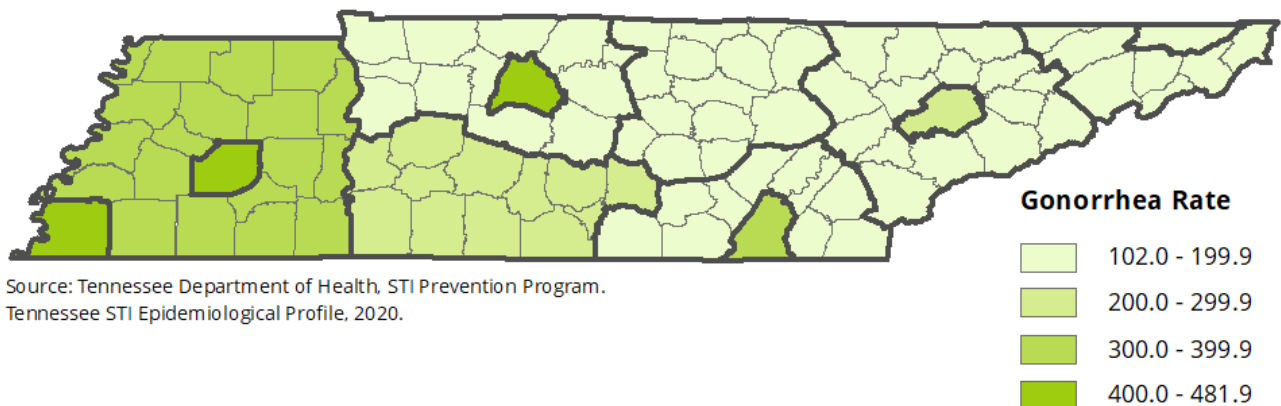 Gonorrhea Rate
102.0 - 199.9
200.0 - 299.9
300.0 - 399.9
400.0 - 481.9
Source: Tennessee Department of Health, STI Prevention Program.
Tennessee STI Epidemiological Profile, 2020.